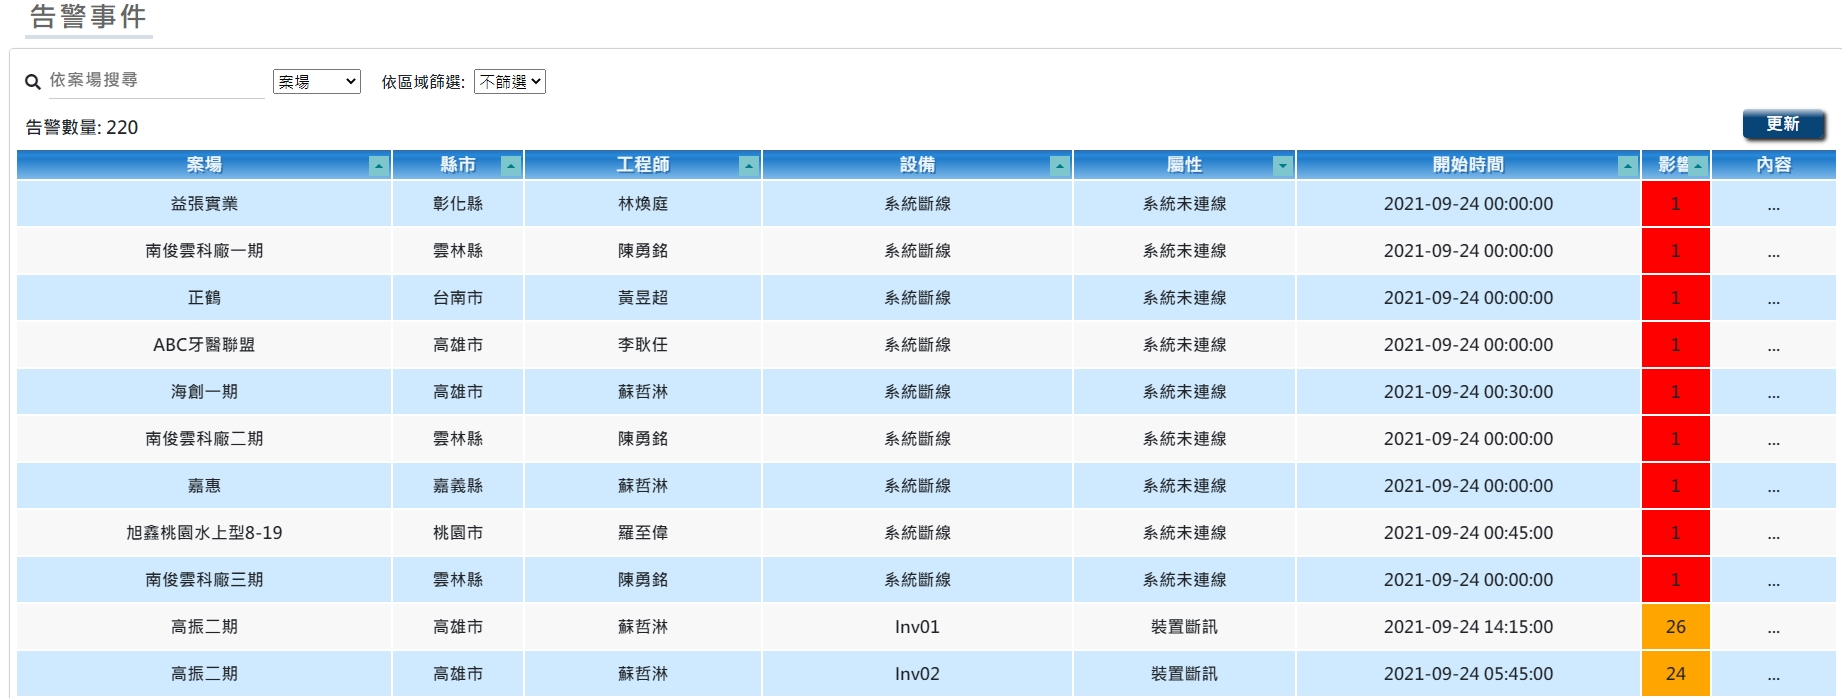 告警事件
依案場搜尋 案場 依區域篩選: 不篩選
告警數量: 220
更新
案場 縣市 工程師 設備 屬性 開始時間 影響 內容
益張實業 彰化縣 林煥庭 系統斷線 系統未連線 2021-09-24 00:00:00 1 ...
南俊雲科廠一期 雲林縣 陳勇銘 系統斷線 系統未連線 2021-09-24 00:00:00 1 ...
正鶴 台南市 黃昱超 系統斷線 系統未連線 2021-09-24 00:00:00 1 ...
ABC牙醫聯盟 高雄市 李耿任 系統斷線 系統未連線 2021-09-24 00:00:00 1 ...
海創一期 高雄市 蘇哲淋 系統斷線 系統未連線 2021-09-24 00:30:00 1 ...
南俊雲科廠二期 雲林縣 陳勇銘 系統斷線 系統未連線 2021-09-24 00:00:00 1 ...
嘉惠 嘉義縣 蘇哲淋 系統斷線 系統未連線 2021-09-24 00:00:00 1 ...
旭鑫桃園水上型8-19 桃園市 羅至偉 系統斷線 系統未連線 2021-09-24 00:45:00 1 ...
南俊雲科廠三期 雲林縣 陳勇銘 系統斷線 系統未連線 2021-09-24 00:00:00 1 ...
高振二期 高雄市 蘇哲淋 Inv01 裝置斷訊 2021-09-24 14:15:00 26 ...
高振二期 高雄市 蘇哲淋 Inv02 裝置斷訊 2021-09-24 05:45:00 24 ...